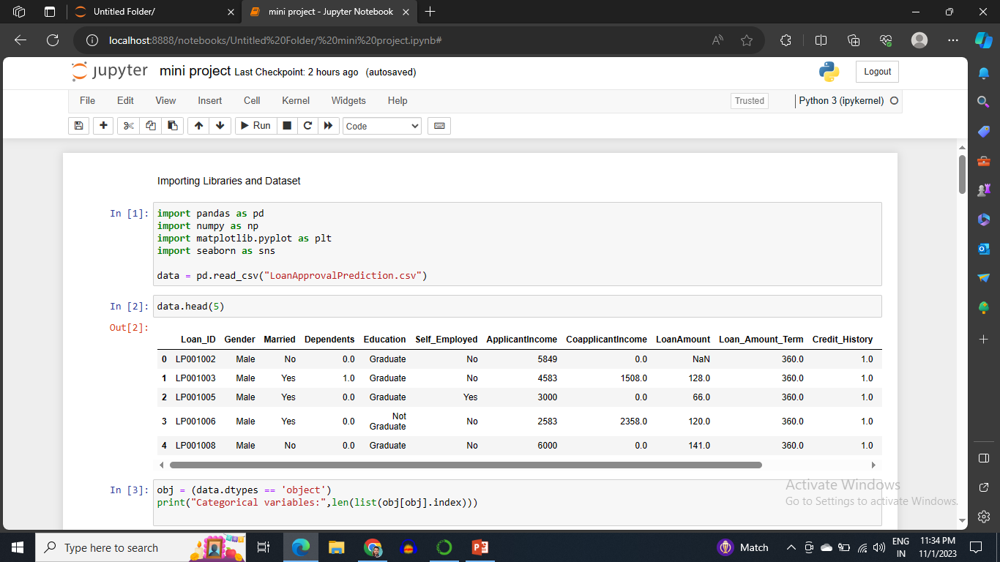 Untitled Folder/
mini project - Jupyter Notebook
localhost:8888/notebooks/Untitled%20Folder/%20mini%20project.ipynb#
jupyter mini project Last Checkpoint: 2 hours ago (autosaved)
Logout
File Edit View Insert Cell Kernel Widgets Help
Trusted
Python 3 (ipykernel)
Run
Code
Importing Libraries and Dataset
In [1]: import pandas as pd
import numpy as np
import matplotlib.pyplot as plt
import seaborn as sns
data = pd.read_csv("LoanApprovalPrediction.csv")
In [2]: data.head(5)
Out[2]:
Loan_ID Gender Married Dependents Education Self_Employed ApplicantIncome CoapplicantIncome LoanAmount Loan_Amount_Term Credit_History
0 LP001002 Male No 0.0 Graduate No 5849 0.0 NaN 360.0 1.0
1 LP001003 Male Yes 1.0 Graduate No 4583 1508.0 128.0 360.0 1.0
2 LP001005 Male Yes 0.0 Graduate Yes 3000 0.0 66.0 360.0 1.0
3 LP001006 Male Yes 0.0 Not Graduate No 2583 2358.0 120.0 360.0 1.0
4 LP001008 Male No 0.0 Graduate No 6000 0.0 141.0 360.0 1.0
In [3]: obj = (data.dtypes == 'object')
print("Categorical variables:",len(list(obj[obj].index)))
Activate Windows
Go to Settings to activate Windows.
Type here to search
Match
ENG
IN
11:34 PM
11/1/2023